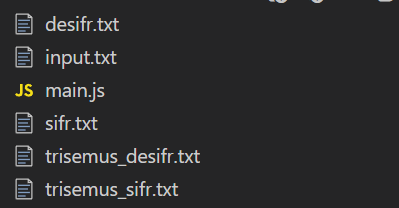 desifr.txt
input.txt
JS main.js
sifr.txt
trisemus_desifr.txt
trisemus_sifr.txt